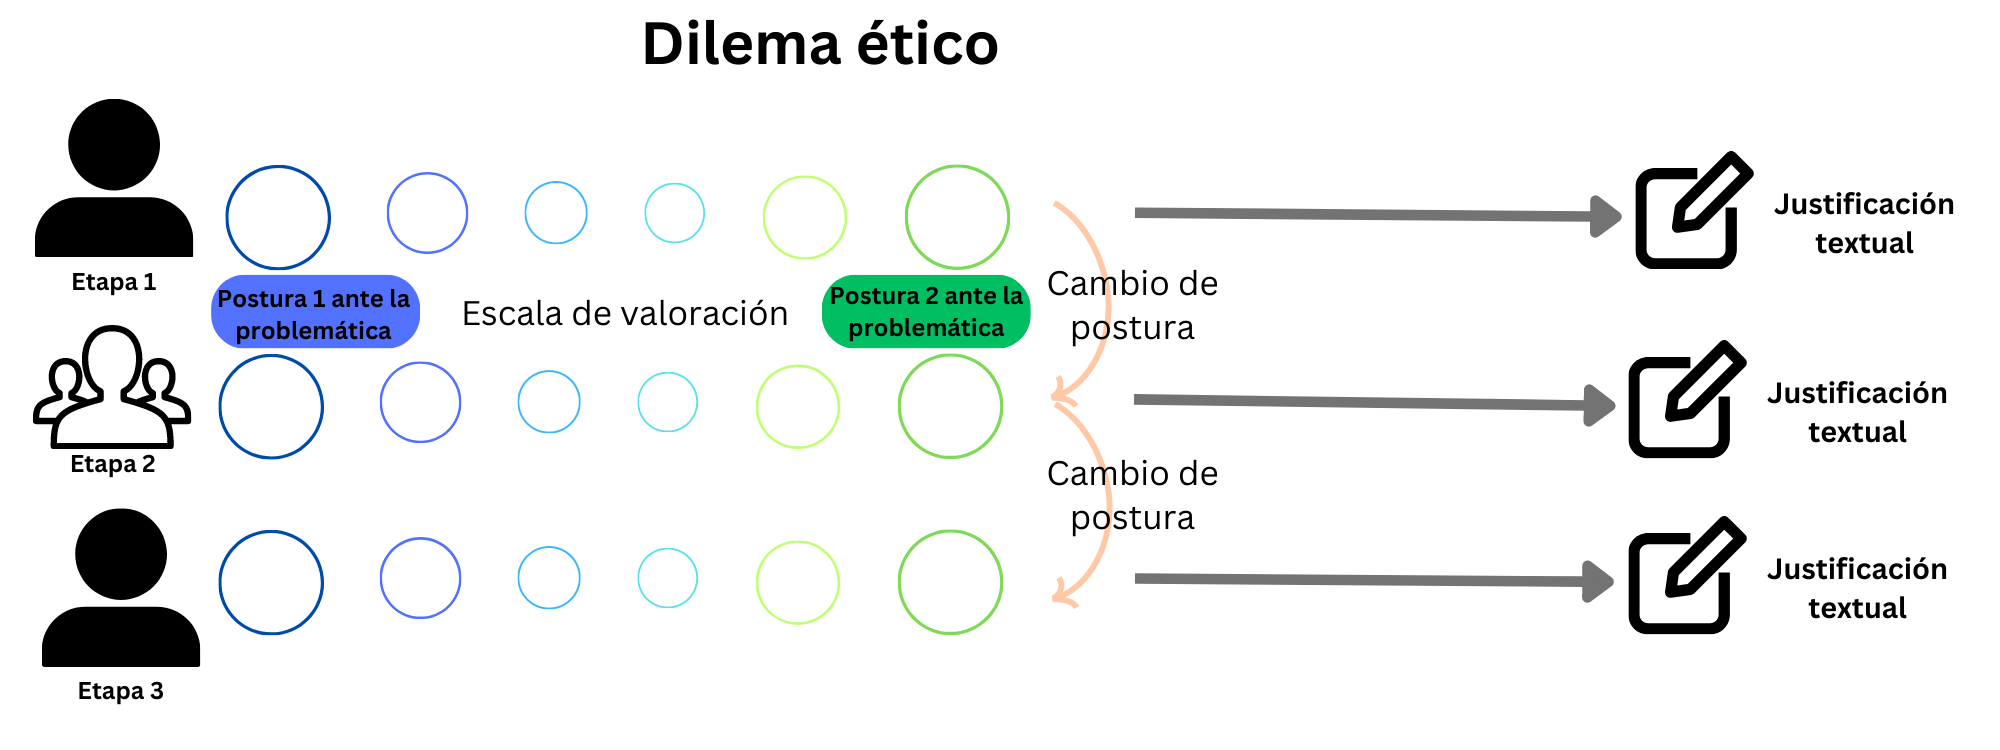 Dilema ético
Etapa 1
Postura 1 ante la
problemática
Escala de valoración
Postura 2 ante la
problemática
Cambio de
postura
Justificación
textual
Etapa 2
Cambio de
postura
Justificación
textual
Etapa 3
Justificación
textual